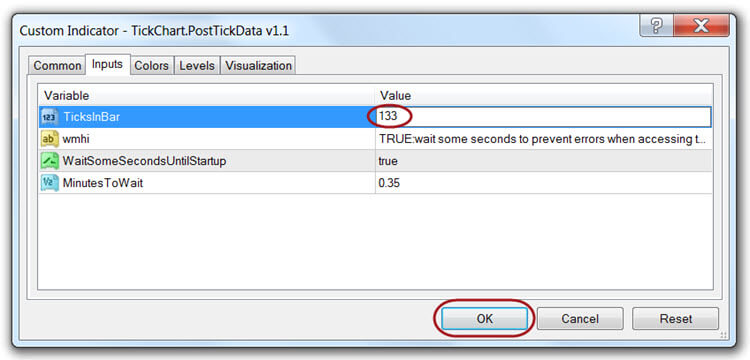 Custom Indicator - TickChart.PostTickData v1.1
?
Common Inputs Colors Levels Visualization
Variable Value
123 TicksInBar 133
ab wmhi TRUE:wait some seconds to prevent errors when accessing t...
WaitSomeSecondsUntilStartup true
½ MinutesToWait 0.35
OK Cancel Reset